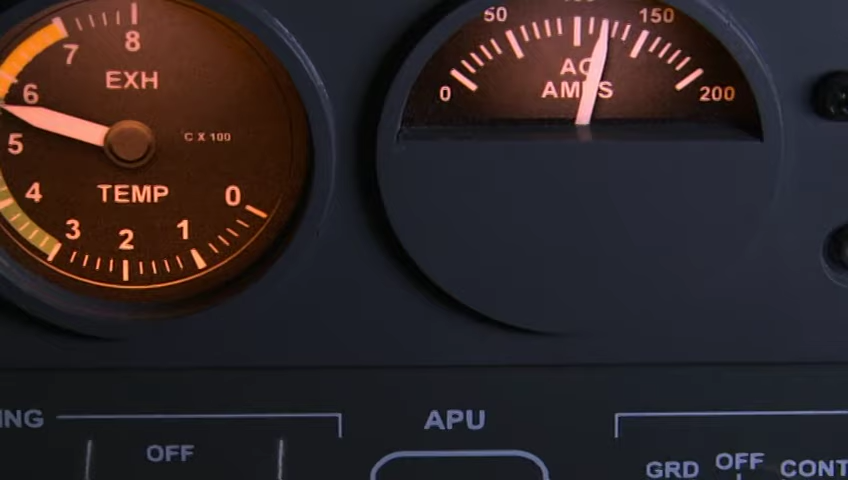 8
7
6
5
4
3
2
1
0
EXH
C X 100
TEMP
0
50
150
200
AC
AMPS
ING
OFF
APU
GRD
OFF
CONT